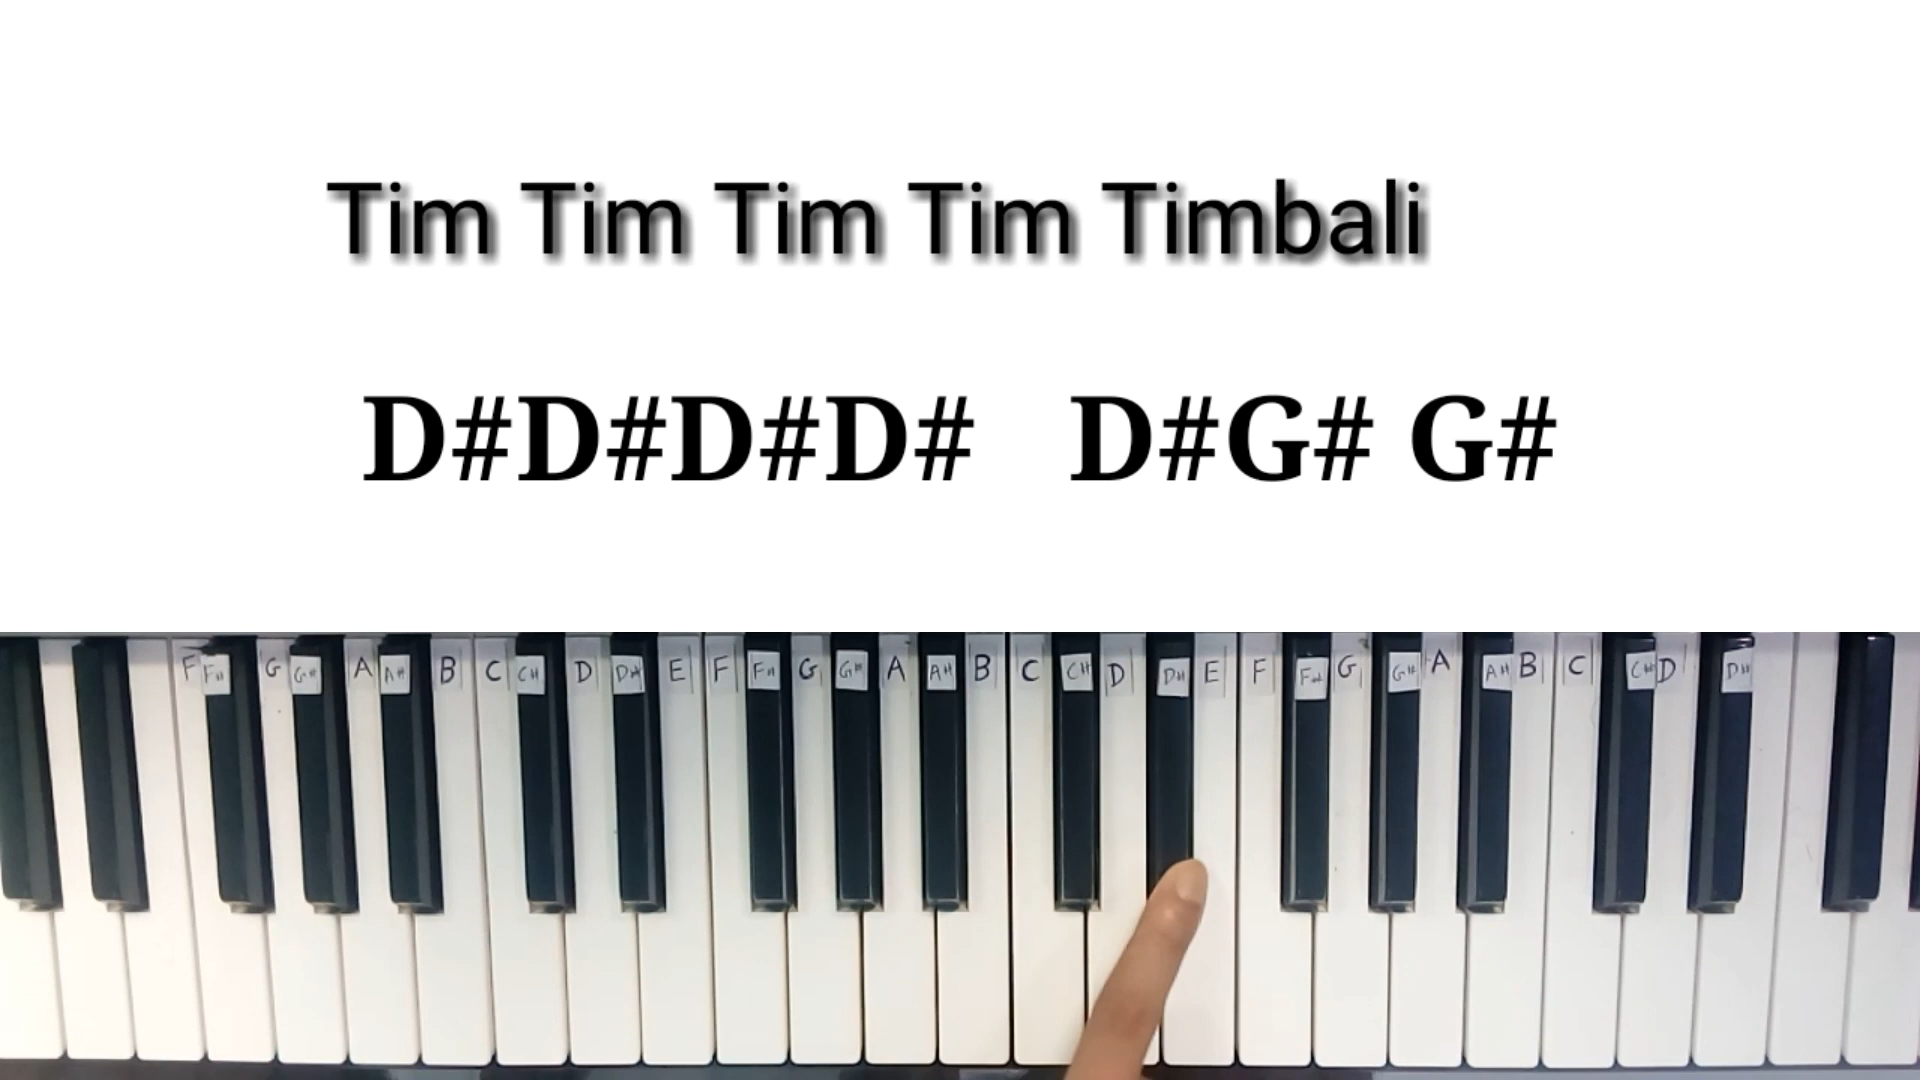 Tim Tim Tim Tim Timbali
D#D#D#D# D#G# G#
F F# G G# A A# B C C# D D# E F F# G G# A A# B C C# D D# E F F# G G# A A# B C C# D D#